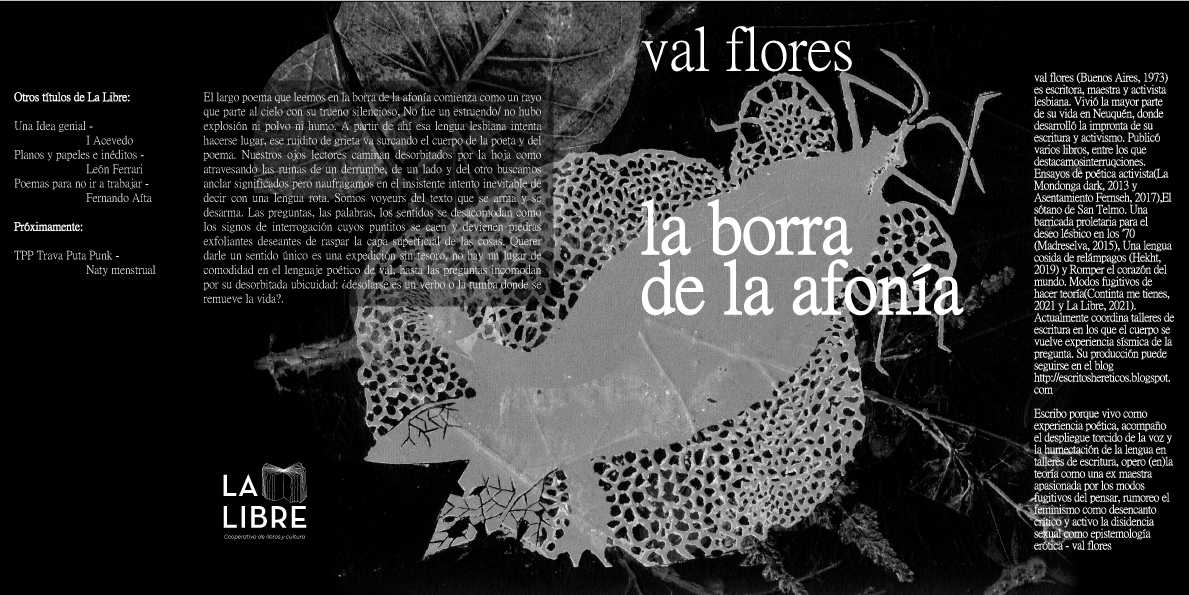 Otros títulos de La Libre:
Una Idea genial -
I Acevedo
Planos y papeles e inéditos -
León Ferrari
Poemas para no ir a trabajar -
Fernando Aíta
Próximamente:
TPP Trava Puta Punk -
Naty menstrual
El largo poema que leemos en la borra de la afonía comienza como un rayo
que parte al cielo con su trueno silencioso. No fue un estruendo/ no hubo
explosión ni polvo ni humo. A partir de ahí esa lengua lesbiana intenta
hacerse lugar, ese ruidito de grieta va surcando el cuerpo de la poeta y del
poema. Nuestros ojos lectores caminan desorbitados por la hoja como
atravesando las ruinas de un derrumbe, de un lado y del otro buscamos
anclar significados pero naufragamos en el insistente intento inevitable de
decir con una lengua rota. Somos voyeurs del texto que se arma y se
desarma. Las preguntas, las palabras, los sentidos se desacomodan como
los signos de interrogación cuyos puntitos se caen y devienen piedras
exfoliantes deseantes de raspar la capa superficial de las cosas. Querer
darle un sentido único es una expedición sin tesoro, no hay un lugar de
comodidad en el lenguaje poético de val, hasta las preguntas incomodan
por su desorbitada ubicuidad: ¿desolarse es un verbo o la tumba donde se
remueve la vida?.
LA
LIBRE
Cooperativa de libros y cultura
val flores
la borra
de la afonía
val flores (Buenos Aires, 1973)
es escritora, maestra y activista
lesbiana. Vivió la mayor parte
de su vida en Neuquén, donde
desarrolló la impronta de su
escritura y activismo. Publicó
varios libros, entre los que
destacamosinterruqciones.
Ensayos de poética activista(La
Mondonga dark, 2013 y
Asentamiento Fernseh, 2017),El
sótano de San Telmo. Una
barricada proletaria para el
deseo lésbico en los '70
(Madreselva, 2015), Una lengua
cosida de relámpagos (Hekht,
2019) y Romper el corazón del
mundo. Modos fugitivos de
hacer teoría(Continta me tienes,
2021 y La Libre, 2021).
Actualmente coordina talleres de
escritura en los que el cuerpo se
vuelve experiencia sísmica de la
pregunta. Su producción puede
seguirse en el blog
http://escritoshereticos.blogspot.
com
Escribo porque vivo como
experiencia poética, acompaño
el despliegue torcido de la voz y
la humectación de la lengua en
talleres de escritura, opero (en)la
teoría como una ex maestra
apasionada por los modos
fugitivos del pensar, rumoreo el
feminismo como desencanto
crítico y activo la disidencia
sexual como epistemología
erótica - val flores